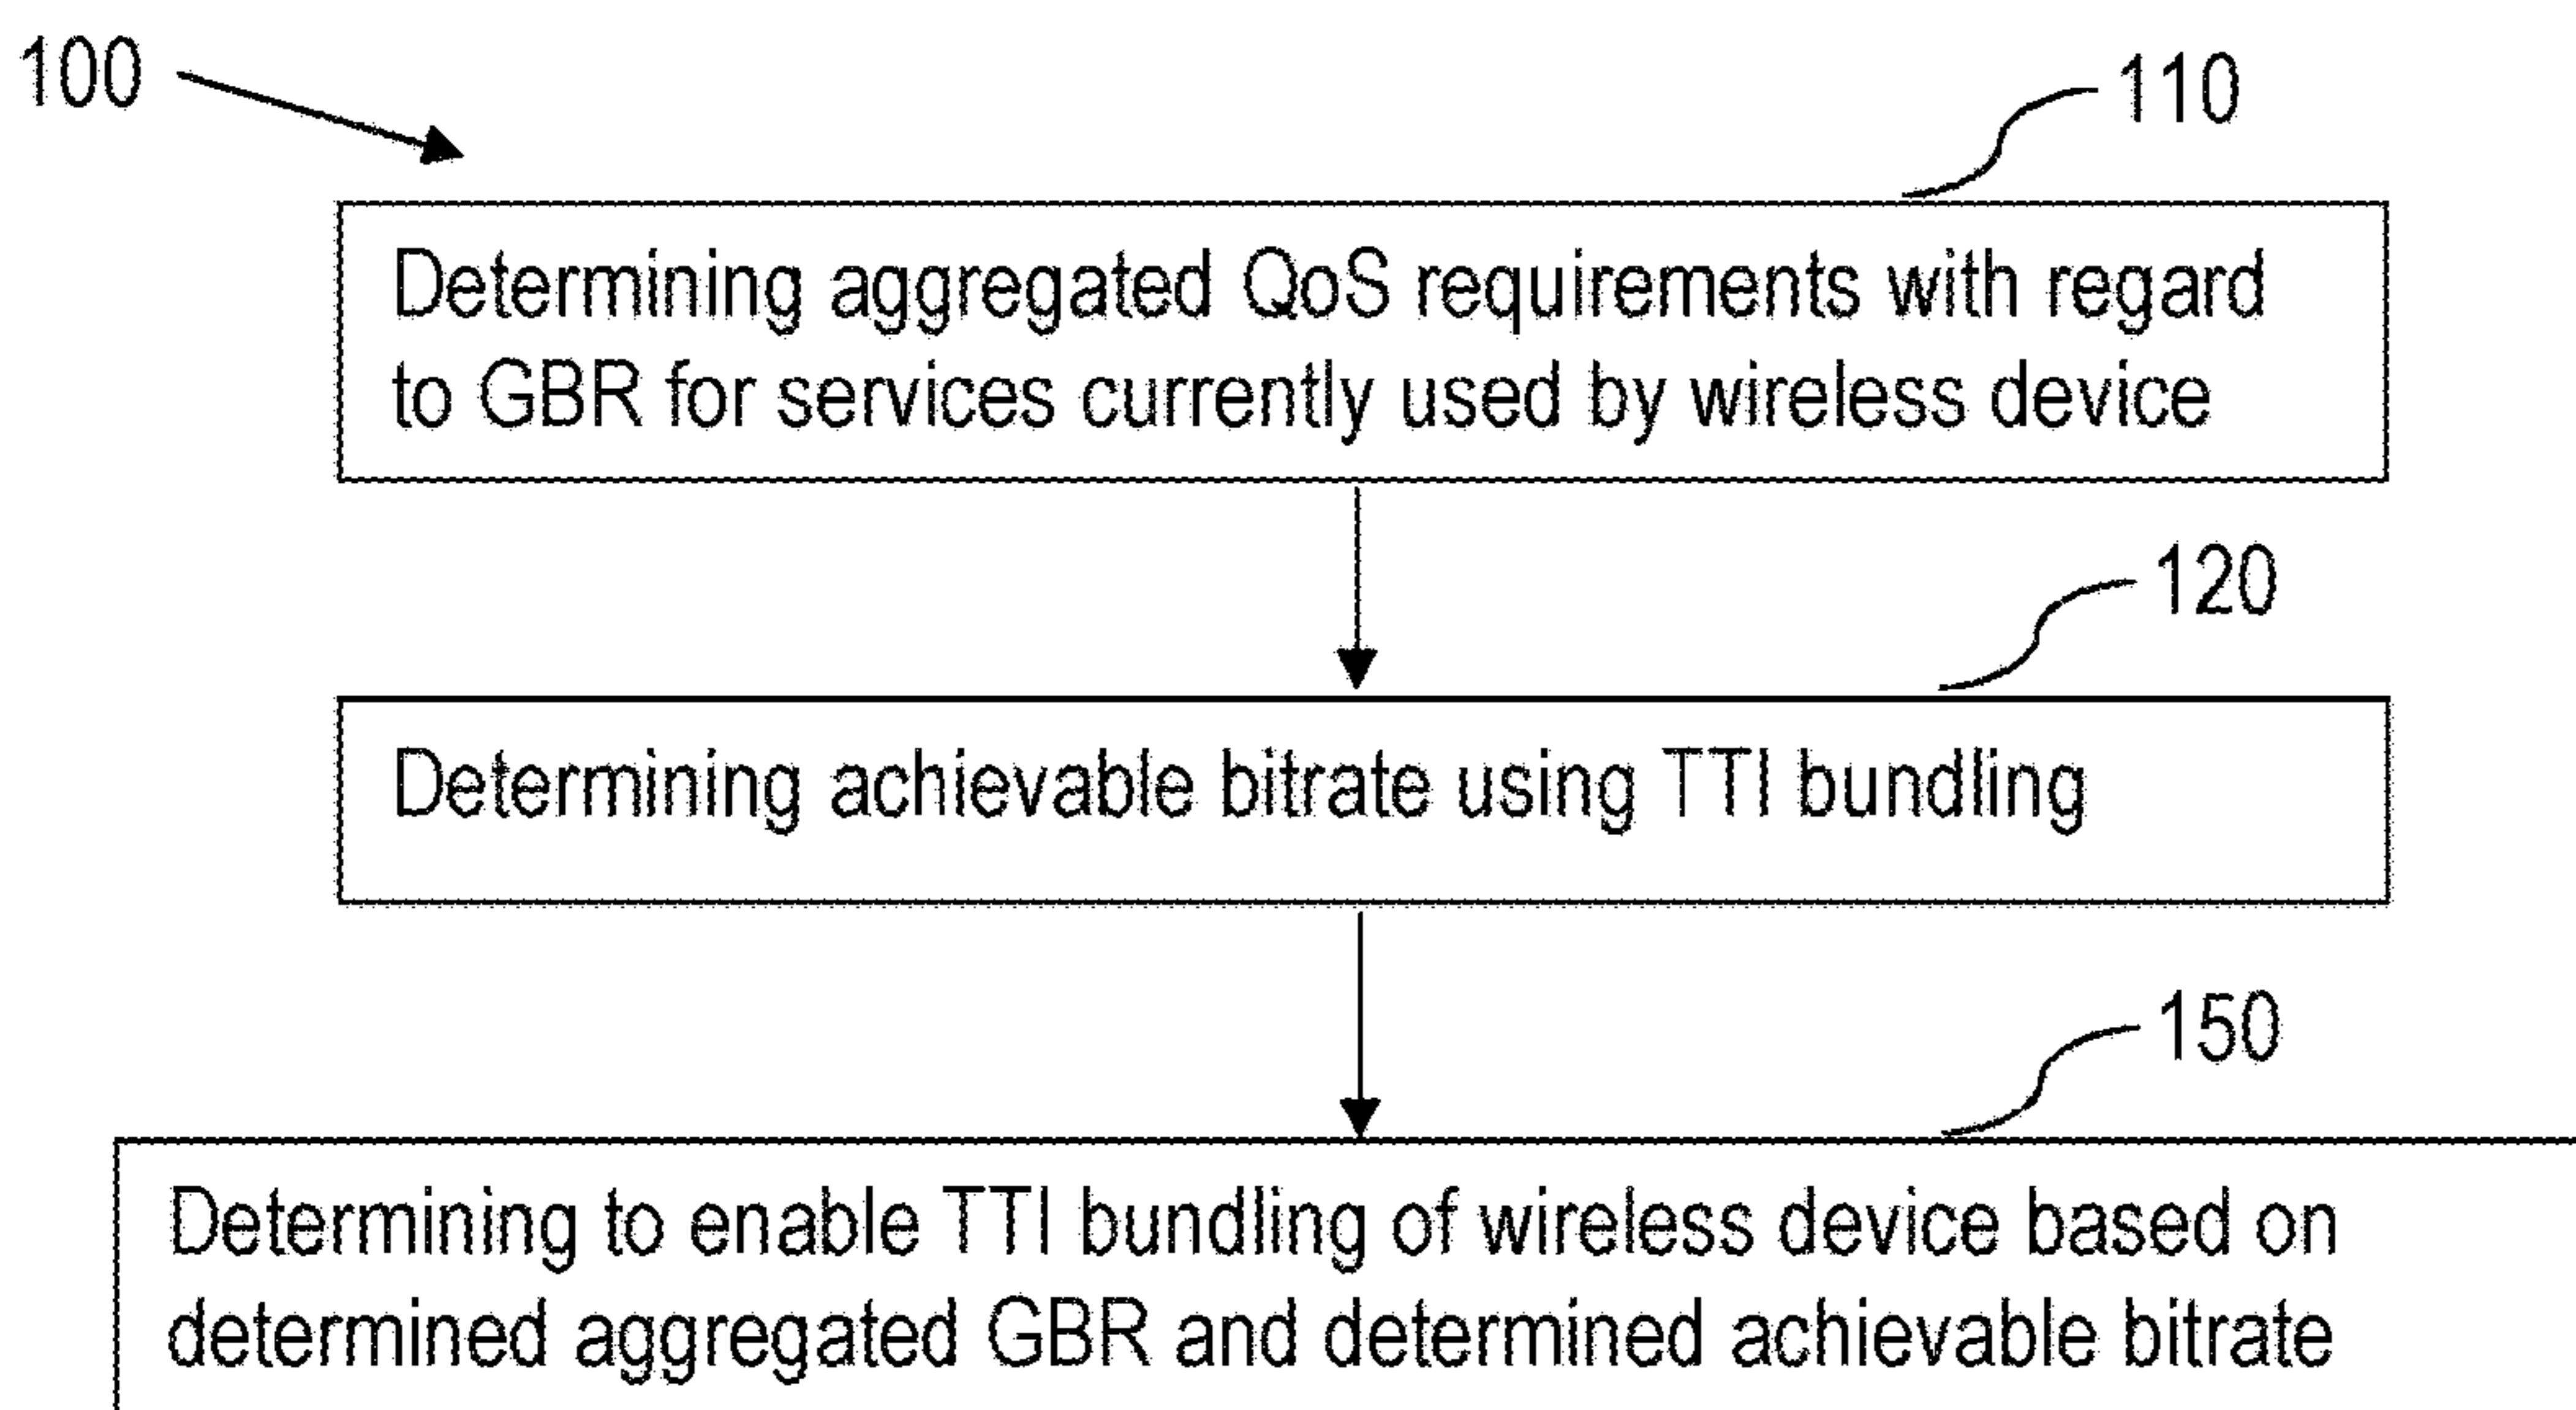 100
110
Determining aggregated QoS requirements with regard
to GBR for services currently used by wireless device
120
Determining achievable bitrate using TTI bundling
150
Determining to enable TTI bundling of wireless device based on
determined aggregated GBR and determined achievable bitrate